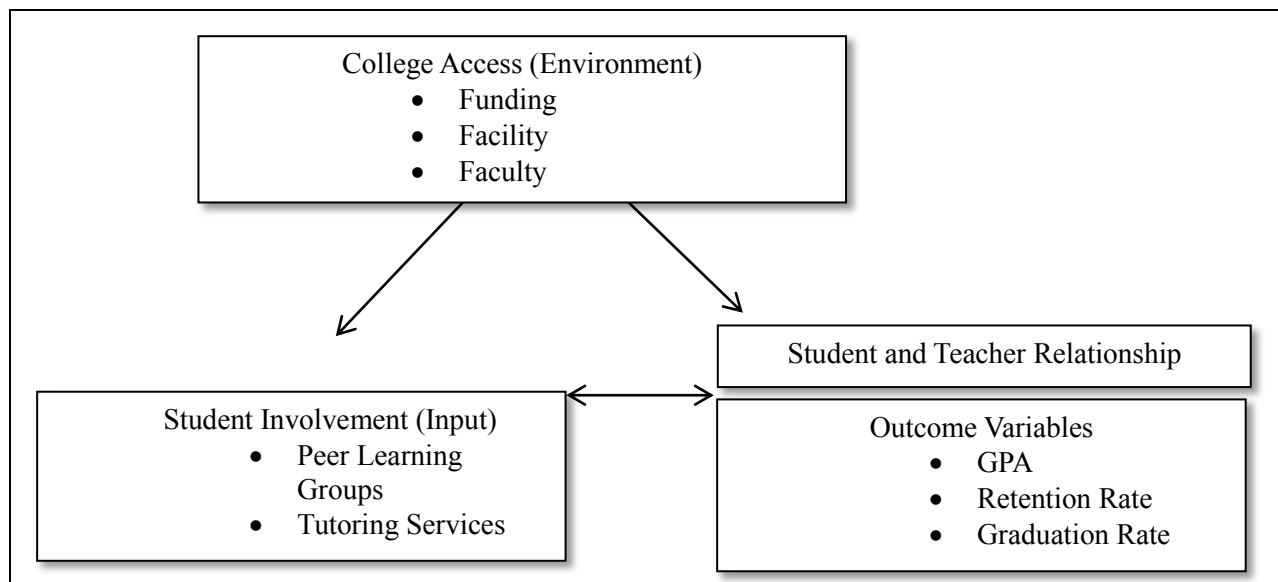 College Access (Environment)
• Funding
• Facility
• Faculty
Student and Teacher Relationship
Student Involvement (Input)
• Peer Learning
Groups
• Tutoring Services
Outcome Variables
• GPA
• Retention Rate
• Graduation Rate